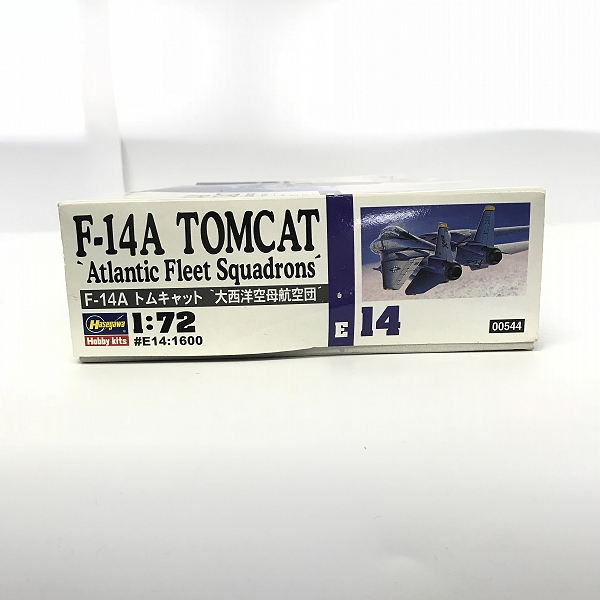 F-14A TOMCAT
`Atlantic Fleet Squadrons´
F-14A トムキャット `大西洋空母航空団´
Hasegawa
Hobby kits
1:72
#E14:1600
E 14
00544